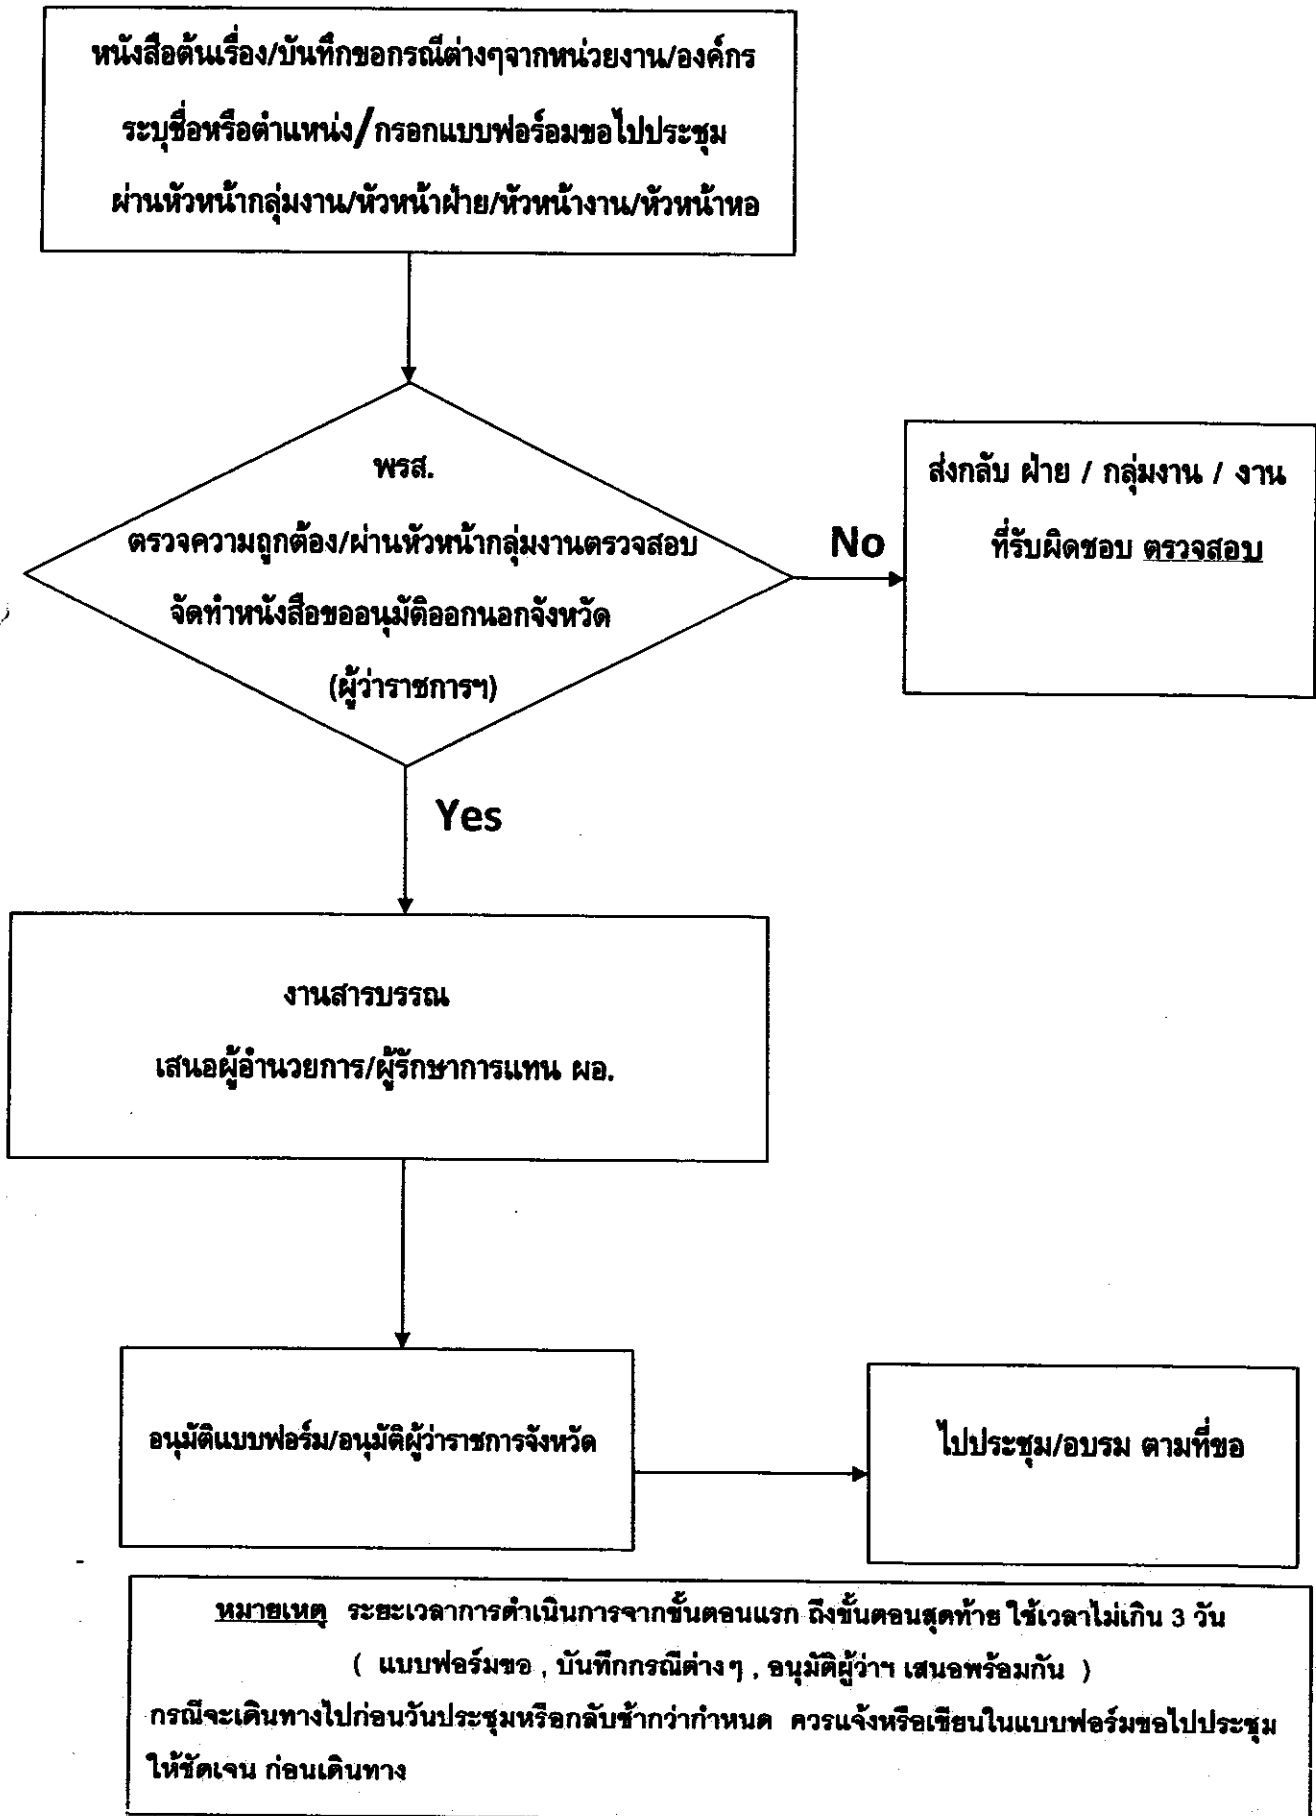 หนังสือต้นเรื่อง/บันทึกขอกรณีต่างๆจากหน่วยงาน/องค์กร
ระบุชื่อหรือตำแหน่ง/กรอกแบบฟอร์อมขอไปประชุม
ผ่านหัวหน้ากลุ่มงาน/หัวหน้าฝ่าย/หัวหน้างาน/หัวหน้าหอ
พรส.
ตรวจความถูกต้อง/ผ่านหัวหน้ากลุ่มงานตรวจสอบ
จัดทำหนังสือขออนุมัติออกนอกจังหวัด
(ผู้ว่าราชการฯ)
No
ส่งกลับ ฝ่าย / กลุ่มงาน / งาน
ที่รับผิดชอบ ตรวจสอบ
Yes
งานสารบรรณ
เสนอผู้อำนวยการ/ผู้รักษาการแทน ผอ.
อนุมัติแบบฟอร์ม/อนุมัติผู้ว่าราชการจังหวัด
ไปประชุม/อบรม ตามที่ขอ
หมายเหตุ ระยะเวลาการดำเนินการจากขั้นตอนแรก ถึงขั้นตอนสุดท้าย ใช้เวลาไม่เกิน 3 วัน
( แบบฟอร์มขอ , บันทึกกรณีต่างๆ , อนุมัติผู้ว่าฯ เสนอพร้อมกัน )
กรณีจะเดินทางไปก่อนวันประชุมหรือกลับช้ากว่ากำหนด ควรแจ้งหรือเขียนในแบบฟอร์มขอไปประชุม
ให้ชัดเจน ก่อนเดินทาง